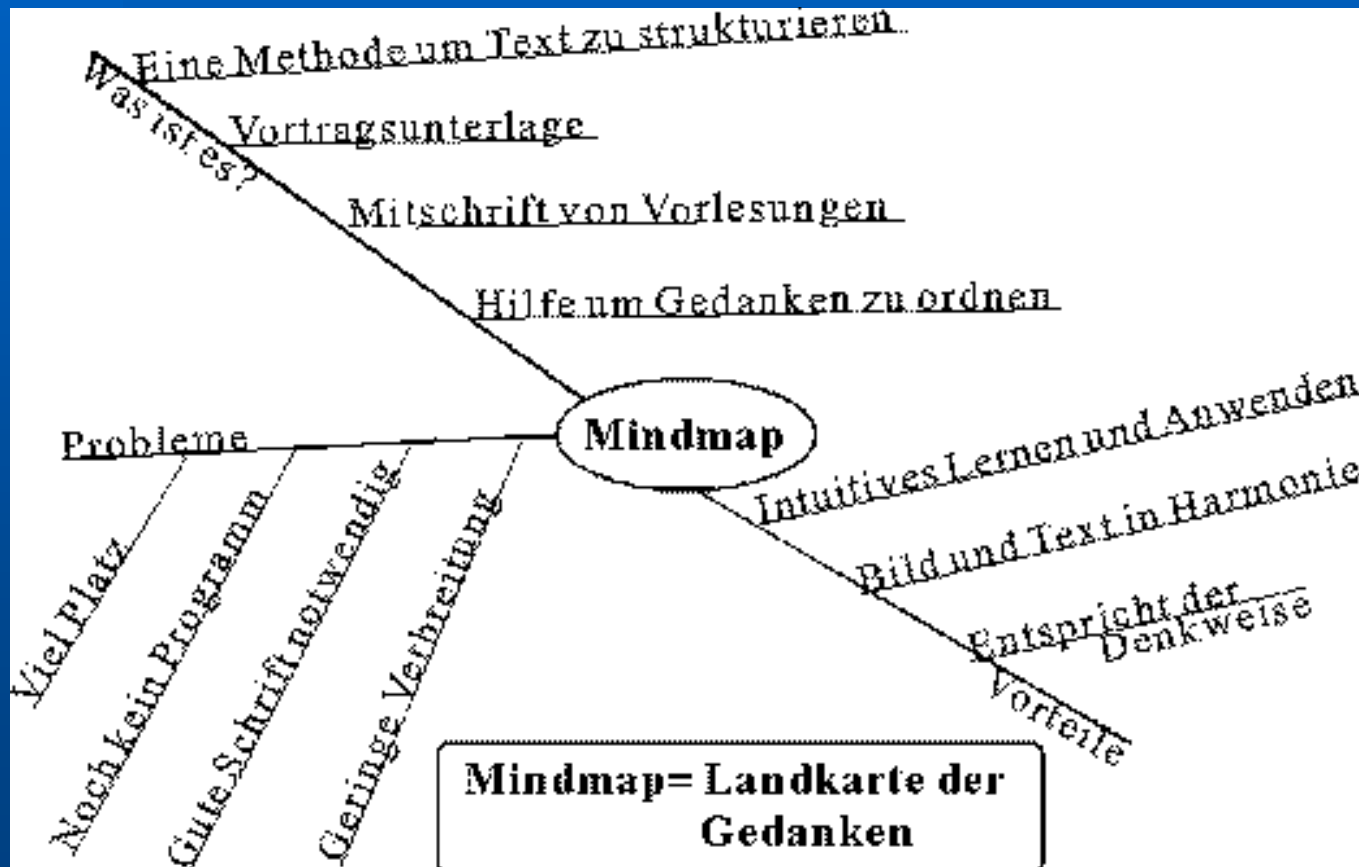 Eine Methode um Text zu strukturieren
Was ist es?
Vortragsunterlage
Mitschrift von Vorlesungen
Hilfe um Gedanken zu ordnen
Mindmap
Probleme
Viel Platz
Noch kein Programm
Gute Schrift notwendig
Geringe Verbreitung
Intuitives Lernen und Anwenden
Bild und Text in Harmonie
Entspricht der
Denkweise
Vorteile
Mindmap= Landkarte der
Gedanken